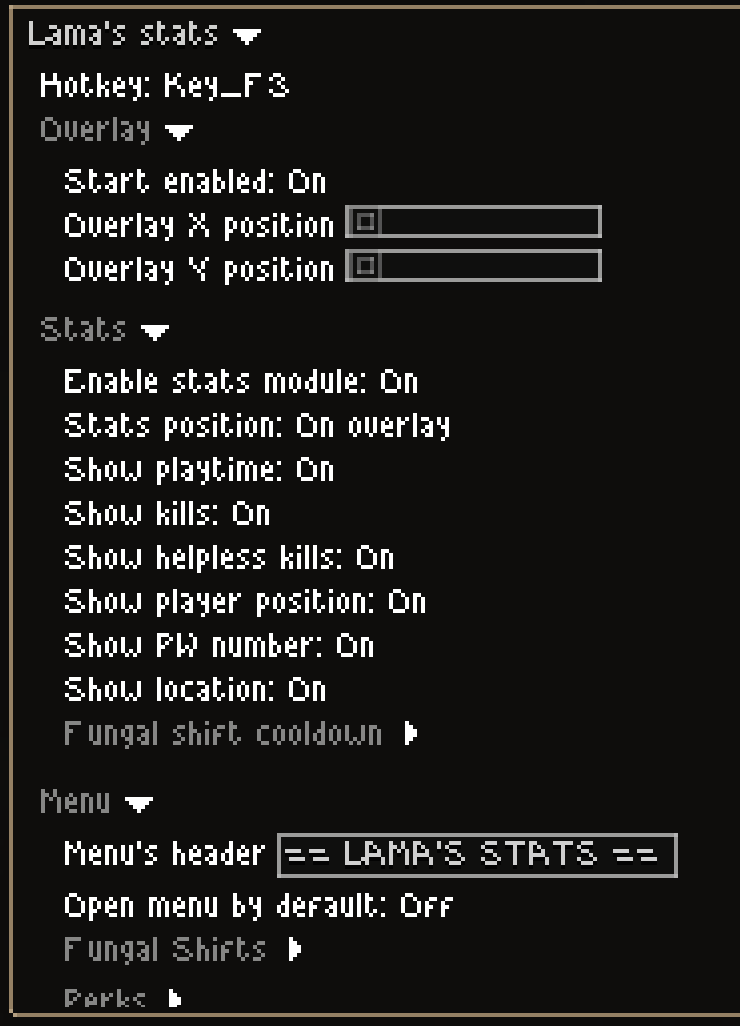 Lama's stats
Hotkey: Key_F3
Overlay
Start enabled: On
Overlay X position
Overlay Y position
Stats
Enable stats module: On
Stats position: On overlay
Show playtime: On
Show kills: On
Show helpless kills: On
Show player position: On
Show PW number: On
Show location: On
Fungal shift cooldown
Menu
Menu's header == LAMA'S STATS ==
Open menu by default: Off
Fungal Shifts
Perks